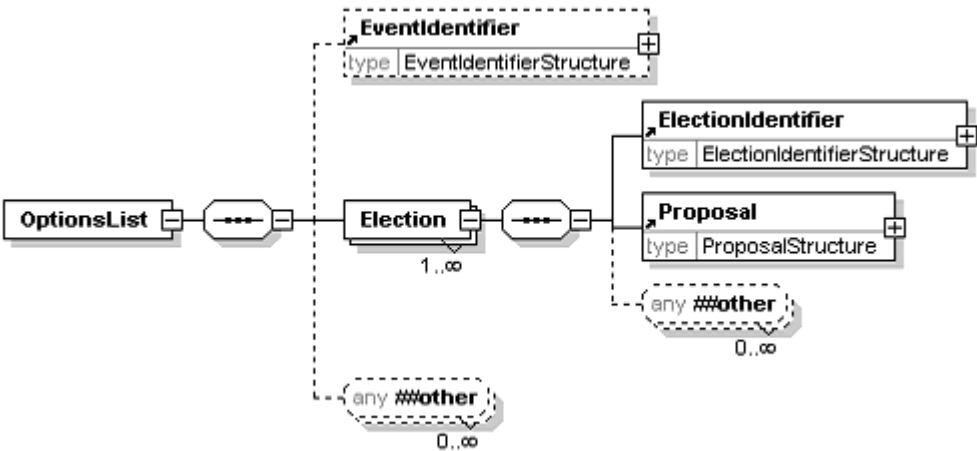 EventIdentifier
type EventIdentifierStructure
ElectionIdentifier
type ElectionIdentifierStructure
OptionsList
Election
1..∞
Proposal
type ProposalStructure
any ##other
0..∞
any ##other
0..∞